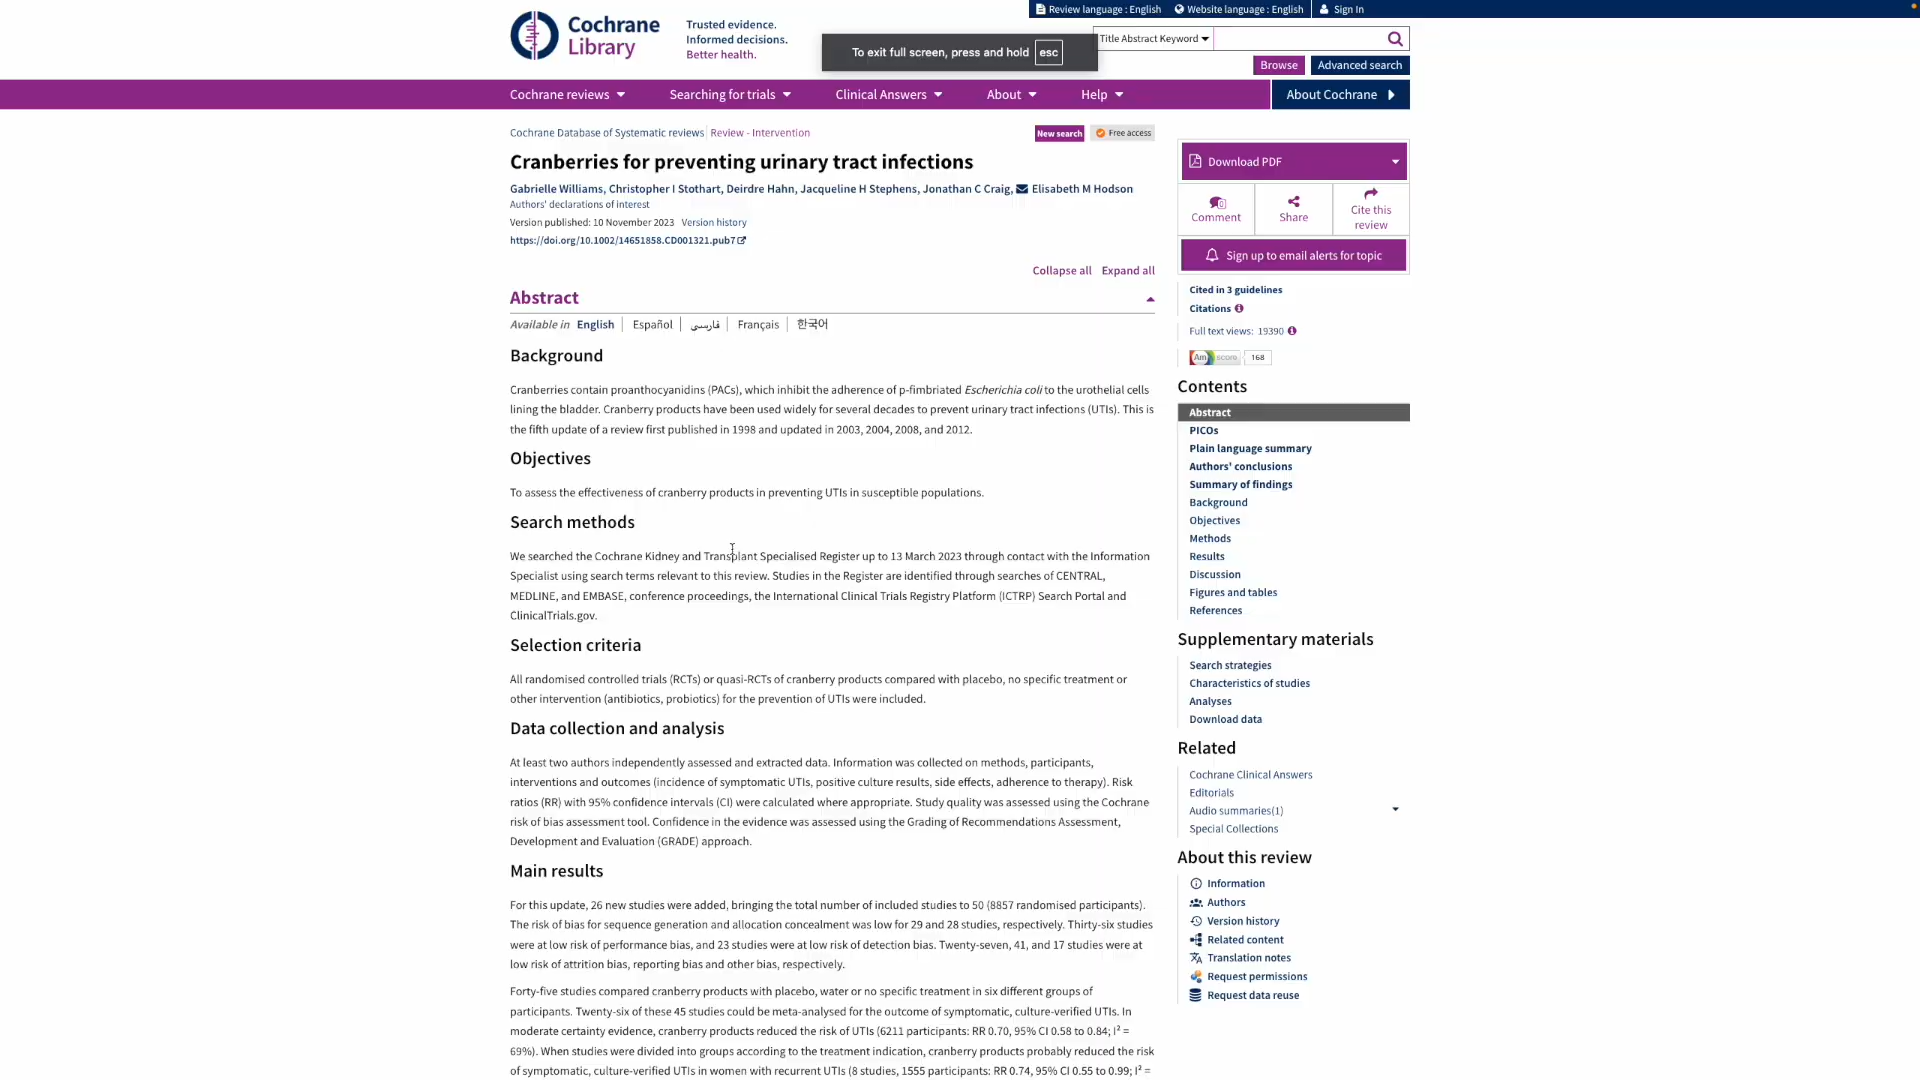 Review language : English
Website language : English
Sign In
Cochrane
Library
Trusted evidence.
Informed decisions.
Better health.
To exit full screen, press and hold esc
Title Abstract Keyword
Browse
Advanced search
Cochrane reviews
Searching for trials
Clinical Answers
About
Help
About Cochrane
Cochrane Database of Systematic reviews
Review - Intervention
New search
Free access
Cranberries for preventing urinary tract infections
Gabrielle Williams, Christopher I Stothart, Deirdre Hahn, Jacqueline H Stephens, Jonathan C Craig, Elisabeth M Hodson
Authors' declarations of interest
Version published: 10 November 2023 Version history
https://doi.org/10.1002/14651858.CD001321.pub7
Collapse all Expand all
Abstract
Available in English Español فارسی Français 한국어
Background
Cranberries contain proanthocyanidins (PACs), which inhibit the adherence of p-fimbriated Escherichia coli to the urothelial cells
lining the bladder. Cranberry products have been used widely for several decades to prevent urinary tract infections (UTIs). This is
the fifth update of a review first published in 1998 and updated in 2003, 2004, 2008, and 2012.
Objectives
To assess the effectiveness of cranberry products in preventing UTIs in susceptible populations.
Search methods
We searched the Cochrane Kidney and Transplant Specialised Register up to 13 March 2023 through contact with the Information
Specialist using search terms relevant to this review. Studies in the Register are identified through searches of CENTRAL,
MEDLINE, and EMBASE, conference proceedings, the International Clinical Trials Registry Platform (ICTRP) Search Portal and
ClinicalTrials.gov.
Selection criteria
All randomised controlled trials (RCTs) or quasi-RCTs of cranberry products compared with placebo, no specific treatment or
other intervention (antibiotics, probiotics) for the prevention of UTIs were included.
Data collection and analysis
At least two authors independently assessed and extracted data. Information was collected on methods, participants,
interventions and outcomes (incidence of symptomatic UTIs, positive culture results, side effects, adherence to therapy). Risk
ratios (RR) with 95% confidence intervals (CI) were calculated where appropriate. Study quality was assessed using the Cochrane
risk of bias assessment tool. Confidence in the evidence was assessed using the Grading of Recommendations Assessment,
Development and Evaluation (GRADE) approach.
Main results
For this update, 26 new studies were added, bringing the total number of included studies to 50 (8857 randomised participants).
The risk of bias for sequence generation and allocation concealment was low for 29 and 28 studies, respectively. Thirty-six studies
were at low risk of performance bias, and 23 studies were at low risk of detection bias. Twenty-seven, 41, and 17 studies were at
low risk of attrition bias, reporting bias and other bias, respectively.
Forty-five studies compared cranberry products with placebo, water or no specific treatment in six different groups of
participants. Twenty-six of these 45 studies could be meta-analysed for the outcome of symptomatic, culture-verified UTIs. In
moderate certainty evidence, cranberry products reduced the risk of UTIs (6211 participants: RR 0.70, 95% CI 0.58 to 0.84; I² =
69%). When studies were divided into groups according to the treatment indication, cranberry products probably reduced the risk
of symptomatic, culture-verified UTIs in women with recurrent UTIs (8 studies, 1555 participants: RR 0.74, 95% CI 0.55 to 0.99; I² =
Download PDF
Comment
0
Share
Cite this
review
Sign up to email alerts for topic
Cited in 3 guidelines
Citations
Full text views: 19390
Am score 168
Contents
Abstract
PICOs
Plain language summary
Authors' conclusions
Summary of findings
Background
Objectives
Methods
Results
Discussion
Figures and tables
References
Supplementary materials
Search strategies
Characteristics of studies
Analyses
Download data
Related
Cochrane Clinical Answers
Editorials
Audio summaries(1)
Special Collections
About this review
Information
Authors
Version history
Related content
Translation notes
Request permissions
Request data reuse